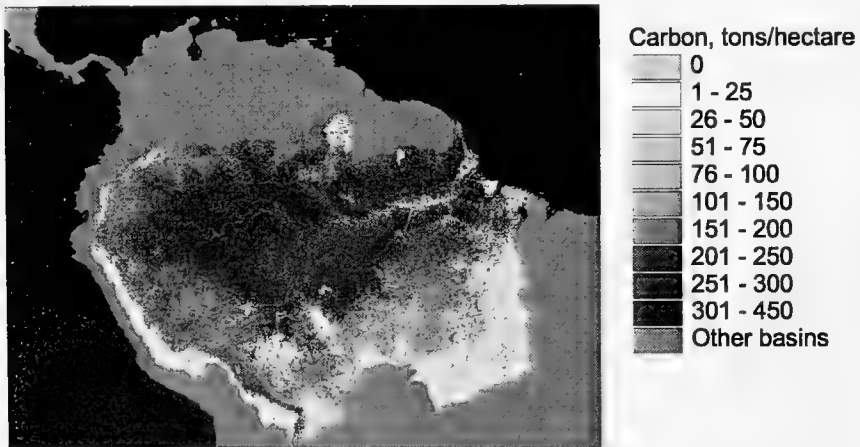 Carbon, tons/hectare
0
1 - 25
26 - 50
51 - 75
76 - 100
101 - 150
151 - 200
201 - 250
251 - 300
301 - 450
Other basins